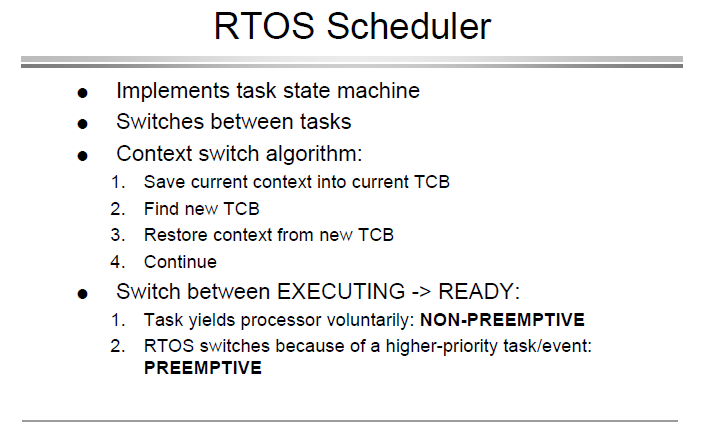 RTOS Scheduler
● Implements task state machine
● Switches between tasks
● Context switch algorithm:
1. Save current context into current TCB
2. Find new TCB
3. Restore context from new TCB
4. Continue
● Switch between EXECUTING -> READY:
1. Task yields processor voluntarily: NON-PREEMPTIVE
2. RTOS switches because of a higher-priority task/event:
PREEMPTIVE